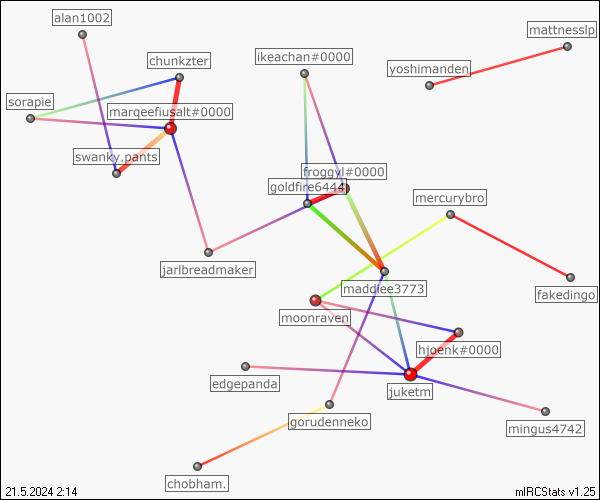 alan1002
mattnesslp
chunkzter
ikeachan#0000
yoshimanden
sorapie
marqeefiusalt#0000
swanky.pants
froggyl#0000
goldfire6444
mercurybro
jarlbreadmaker
maddiee3773
fakedingo
moonraven
hjoenk#0000
edgepanda
juketm
gorudenneko
mingus4742
chobham.
21.5.2024 2:14
mIRCStats v1.25